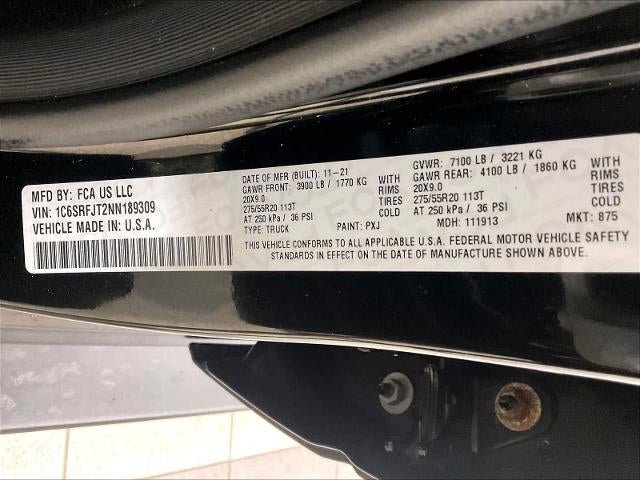 MFD BY: FCA US LLC
VIN: 1C6SRFJT2NN189309
VEHICLE MADE IN: U.S.A.
DATE OF MFR (BUILT): 11-21
GAWR FRONT: 3900 LB / 1770 KG WITH
20X9.0 RIMS
275/55R20 113T TIRES
AT 250 kPa / 36 PSI COLD
TYPE: TRUCK PAINT: PXJ
GVWR: 7100 LB / 3221 KG
GAWR REAR: 4100 LB / 1860 KG WITH
20X9.0 RIMS
275/55R20 113T TIRES
AT 250 kPa / 36 PSI COLD
MDH: 111913 MKT: 875
THIS VEHICLE CONFORMS TO ALL APPLICABLE U.S.A. FEDERAL MOTOR VEHICLE SAFETY
STANDARDS IN EFFECT ON THE DATE OF MANUFACTURE SHOWN ABOVE.